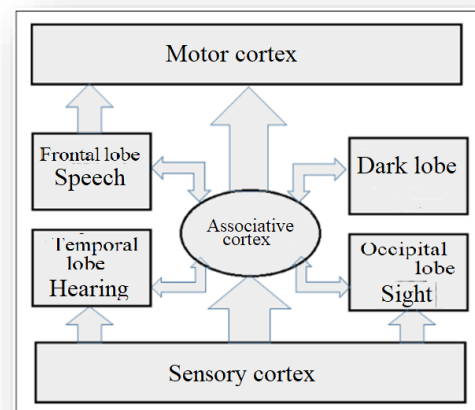 Motor cortex
Frontal lobe
Speech
Dark lobe
Associative
cortex
Temporal
lobe
Hearing
Occipital
lobe
Sight
Sensory cortex